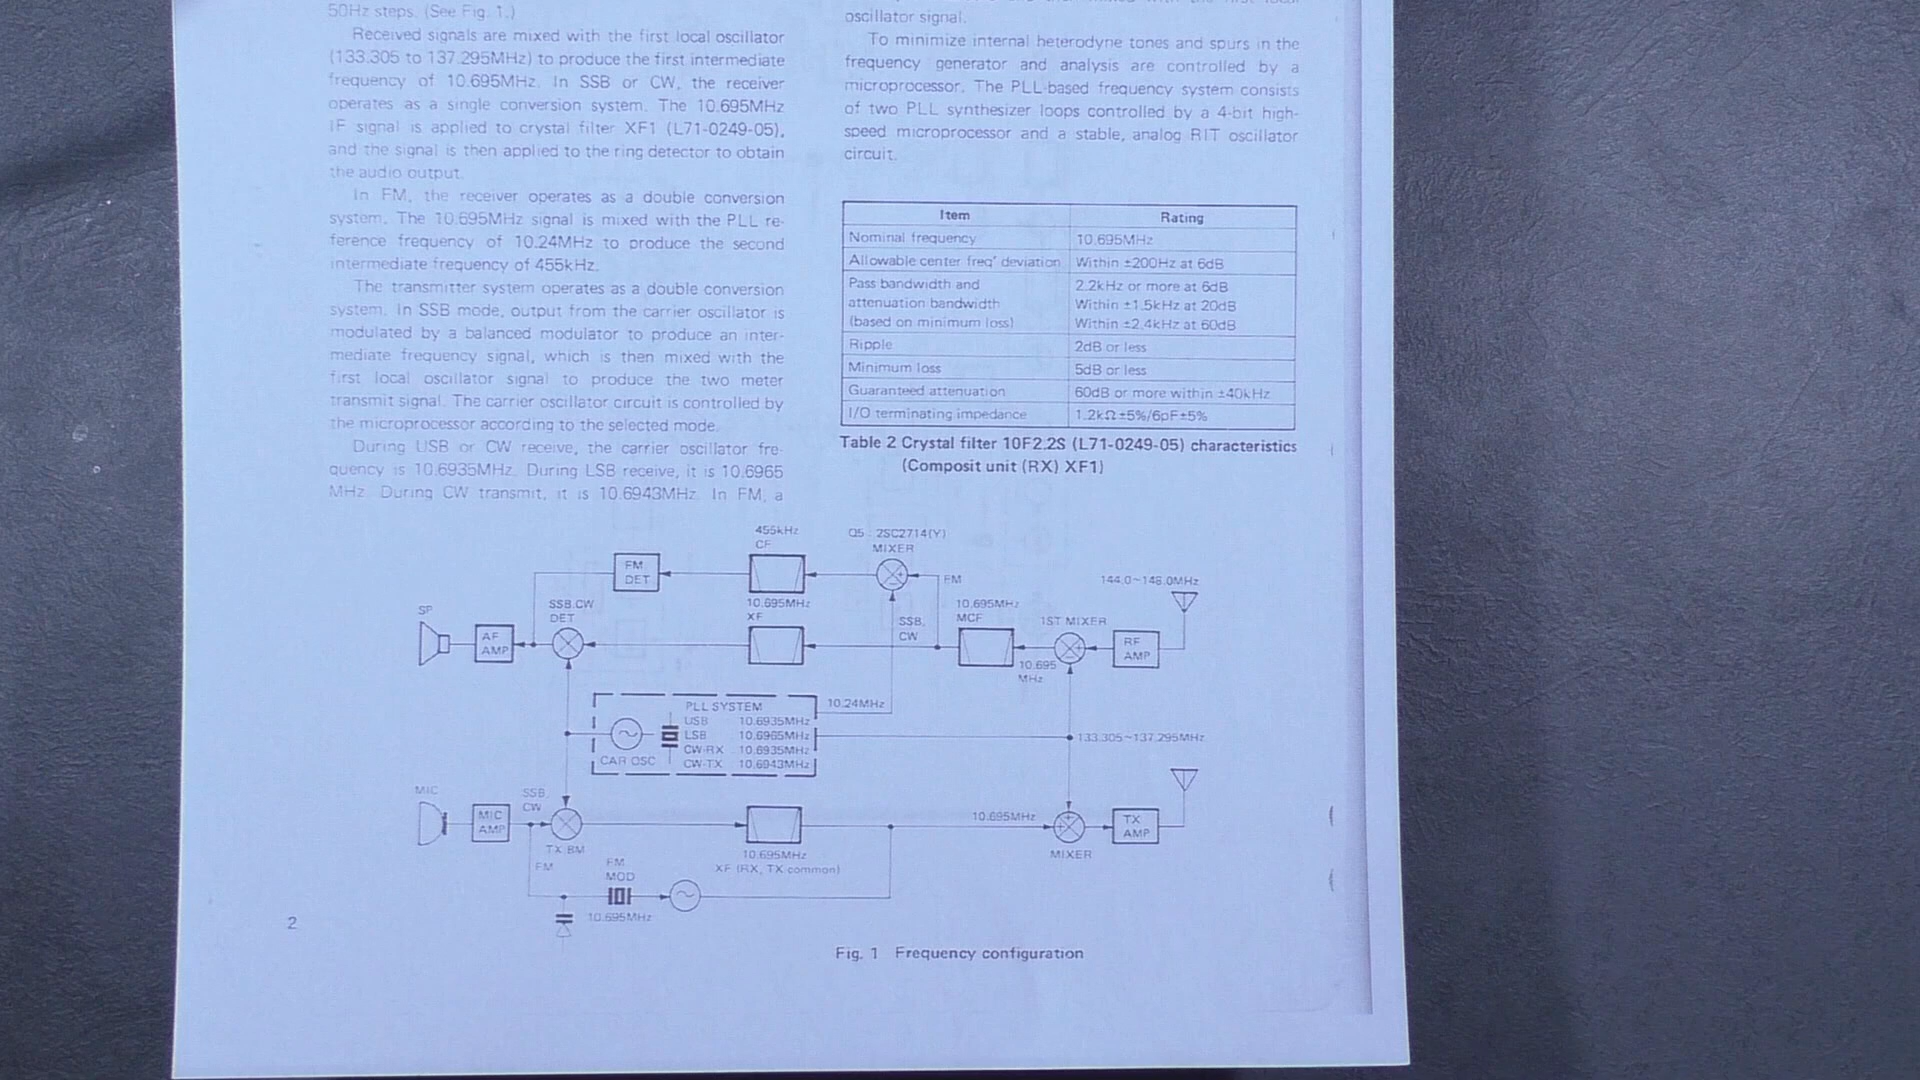 50Hz steps. (See Fig. 1.)
Received signals are mixed with the first local oscillator
(133.305 to 137.295MHz) to produce the first intermediate
frequency of 10.695MHz. In SSB or CW, the receiver
operates as a single conversion system. The 10.695MHz
IF signal is applied to crystal filter XF1 (L71-0249-05),
and the signal is then applied to the ring detector to obtain
the audio output.
In FM, the receiver operates as a double conversion
system. The 10.695MHz signal is mixed with the PLL re-
ference frequency of 10.24MHz to produce the second
intermediate frequency of 455kHz.
The transmitter system operates as a double conversion
system. In SSB mode, output from the carrier oscillator is
modulated by a balanced modulator to produce an inter-
mediate frequency signal, which is then mixed with the
first local oscillator signal to produce the two meter
transmit signal. The carrier oscillator circuit is controlled by
the microprocessor according to the selected mode.
During USB or CW receive, the carrier oscillator fre-
quency is 10.6935MHz. During LSB receive, it is 10.6965
MHz. During CW transmit, it is 10.6943MHz. In FM, a
oscillator signal.
To minimize internal heterodyne tones and spurs in the
frequency generator and analysis are controlled by a
microprocessor. The PLL-based frequency system consists
of two PLL synthesizer loops controlled by a 4-bit high-
speed microprocessor and a stable, analog RIT oscillator
circuit.
Item Rating
Nominal frequency 10.695MHz
Allowable center freq' deviation Within ±200Hz at 6dB
Pass bandwidth and 2.2kHz or more at 6dB
attenuation bandwidth Within ±1.5kHz at 20dB
(based on minimum loss) Within ±2.4kHz at 60dB
Ripple 2dB or less
Minimum loss 5dB or less
Guaranteed attenuation 60dB or more within ±40kHz
I/O terminating impedance 1.2kΩ±5%/6pF±5%
Table 2 Crystal filter 10F2.2S (L71-0249-05) characteristics
(Composit unit (RX) XF1)
455kHz
CF
Q5 : 2SC2714(Y)
MIXER
FM
DET
FM
144.0~148.0MHz
SP
SSB.CW
DET
10.695MHz
XF
SSB,
CW
10.695MHz
MCF
1ST MIXER
AF
AMP
RF
AMP
10.695
MHz
PLL SYSTEM
10.24MHz
USB 10.6935MHz
LSB 10.6965MHz
CW-RX 10.6935MHz
CW-TX 10.6943MHz
CAR OSC
133.305~137.295MHz
MIC
SSB,
CW
MIC
AMP
10.695MHz
TX
AMP
TX BM
10.695MHz
XF (RX, TX common)
MIXER
FM
FM
MOD
10.695MHz
2
Fig. 1 Frequency configuration